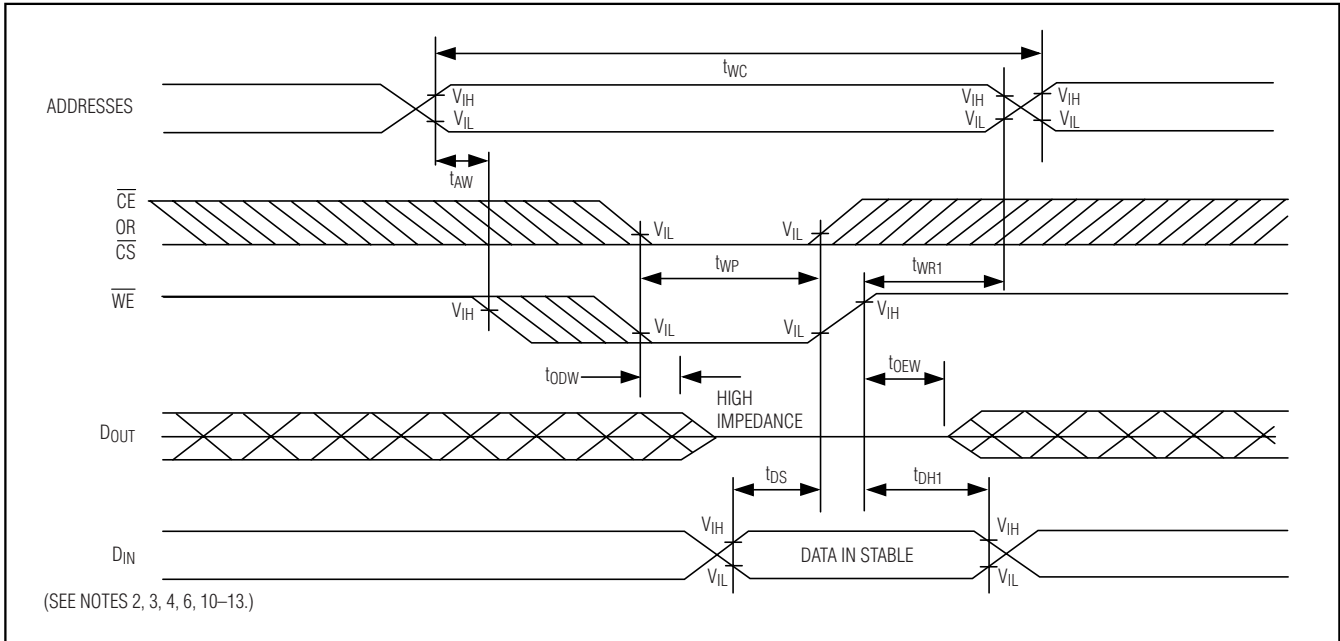 tWC
ADDRESSES
VIH
VIL
VIH
VIL
VIH
VIL
tAW
CE
OR
CS
VIL
VIL
tWP
tWR1
WE
VIH
VIL
VIL
VIH
tODW
tOEW
HIGH
IMPEDANCE
DOUT
tDS
tDH1
VIH
VIL
DATA IN STABLE
VIH
VIL
DIN
(SEE NOTES 2, 3, 4, 6, 10–13.)